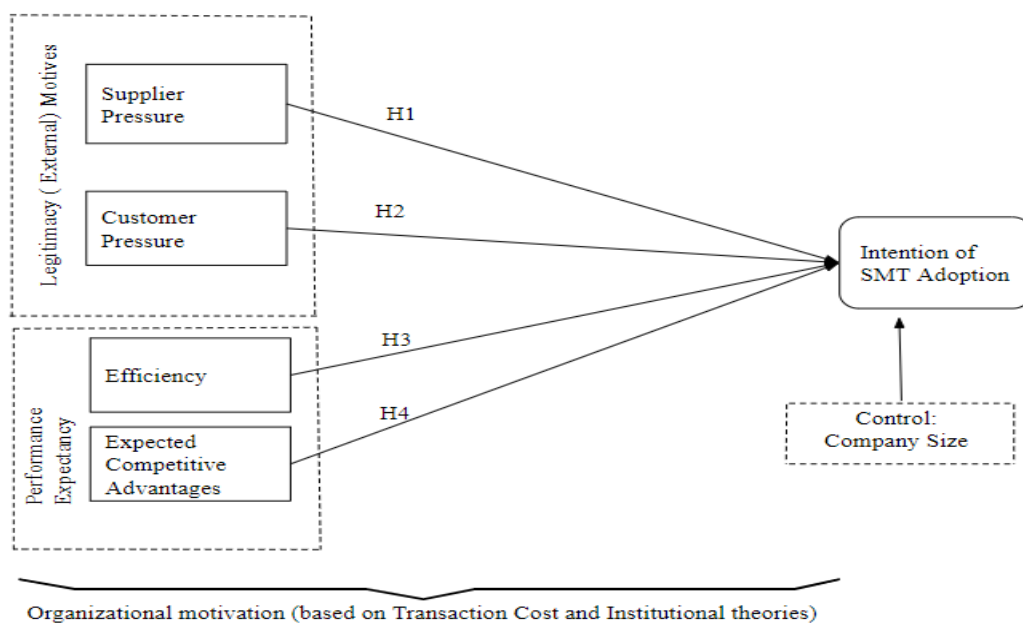 Legitimacy ( External) Motives
Supplier
Pressure
H1
Customer
Pressure
H2
Intention of
SMT Adoption
Performance
Expectancy
Efficiency
H3
Expected
Competitive
Advantages
H4
Control:
Company Size
Organizational motivation (based on Transaction Cost and Institutional theories)